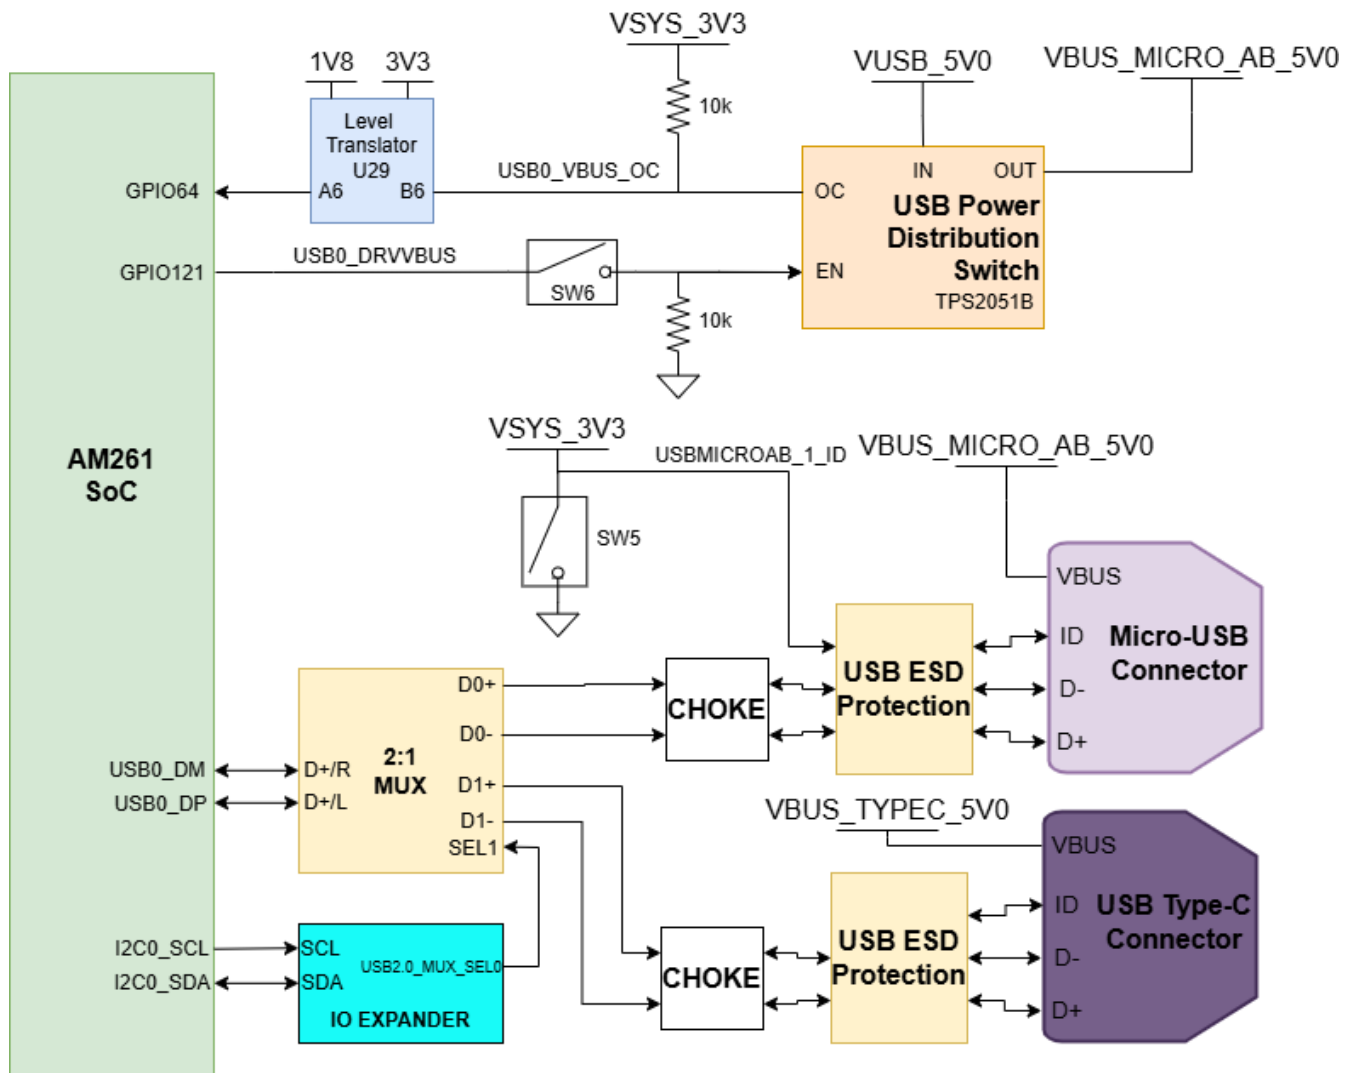 VSYS_3V3
1V8
3V3
VUSB_5V0
VBUS_MICRO_AB_5V0
Level
Translator
U29
A6
B6
10k
USB0_VBUS_OC
GPIO64
OC
IN
OUT
USB Power
Distribution
Switch
TPS2051B
EN
GPIO121
USB0_DRVVBUS
SW6
10k
AM261
SoC
VSYS_3V3
USBMICROAB_1_ID
VBUS_MICRO_AB_5V0
SW5
VBUS
ID
D-
D+
Micro-USB
Connector
USB ESD
Protection
CHOKE
D0+
D0-
2:1
MUX
D1+
D1-
SEL1
D+/R
D+/L
USB0_DM
USB0_DP
VBUS_TYPEC_5V0
VBUS
ID
D-
D+
USB Type-C
Connector
USB ESD
Protection
CHOKE
I2C0_SCL
I2C0_SDA
SCL
SDA
USB2.0_MUX_SEL0
IO EXPANDER